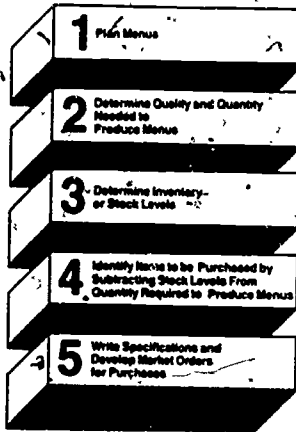 1 Plan Menus
2 Determine Quality and Quantity
Needed to
Produce Menus
3 Determine Inventory
or Stock Levels
4 Identify Items to be Purchased by
Subtracting Stock Levels From
Quantity Required to Produce Menus
5 Write Specifications and
Develop Market Orders
for Purchases